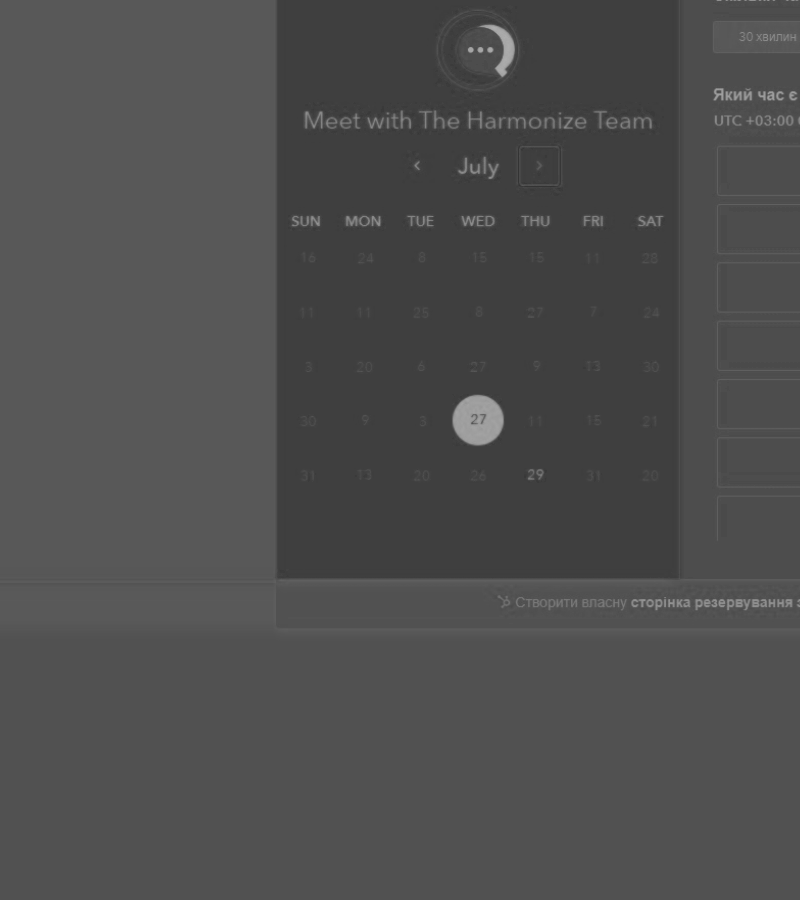 30 хвилин
Який час є
UTC +03:00
Meet with The Harmonize Team
July
SUN MON TUE WED THU FRI SAT
16 24 8 15 15 11 28
11 11 25 8 27 7 24
3 20 6 27 9 13 30
30 9 3 27 11 15 21
31 13 20 26 29 31 20
Створити власну сторінка резервування з